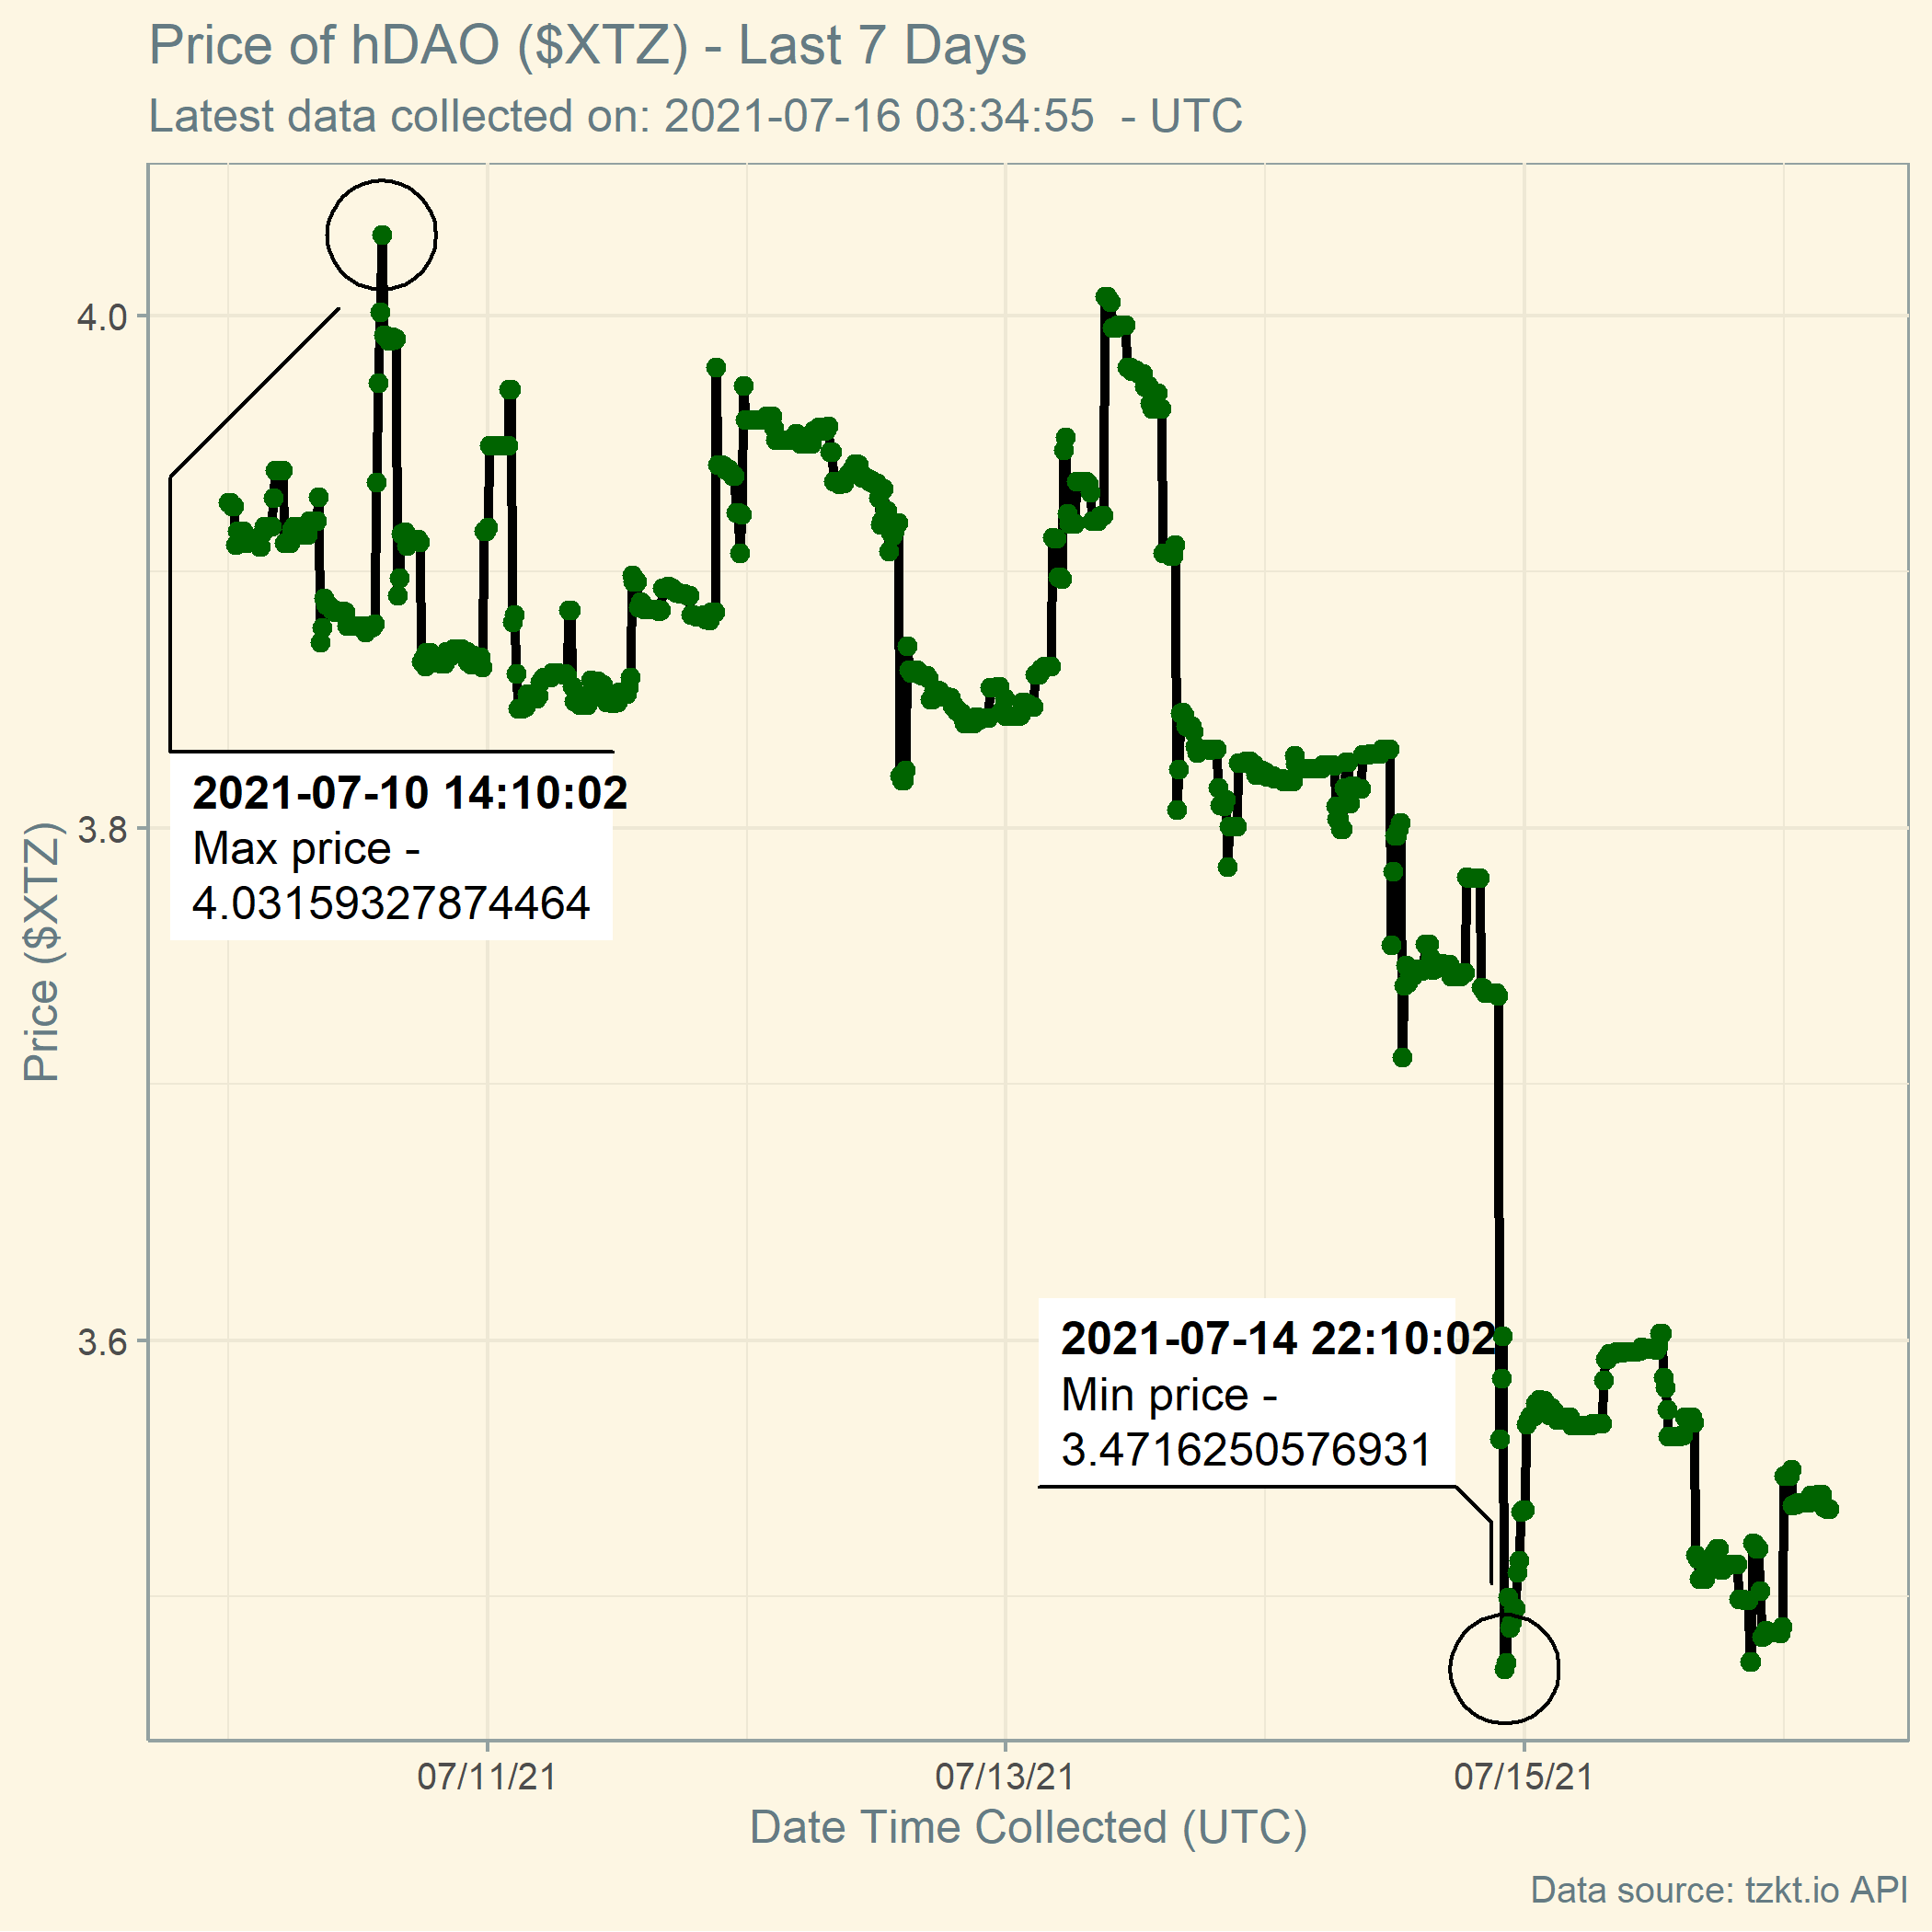 Price of hDAO ($XTZ) - Last 7 Days
Latest data collected on: 2021-07-16 03:34:55  - UTC
4.0
3.8
3.6
Price ($XTZ)
2021-07-10 14:10:02
Max price -
4.03159327874464
2021-07-14 22:10:02
Min price -
3.4716250576931
07/11/21
07/13/21
07/15/21
Date Time Collected (UTC)
Data source: tzkt.io API